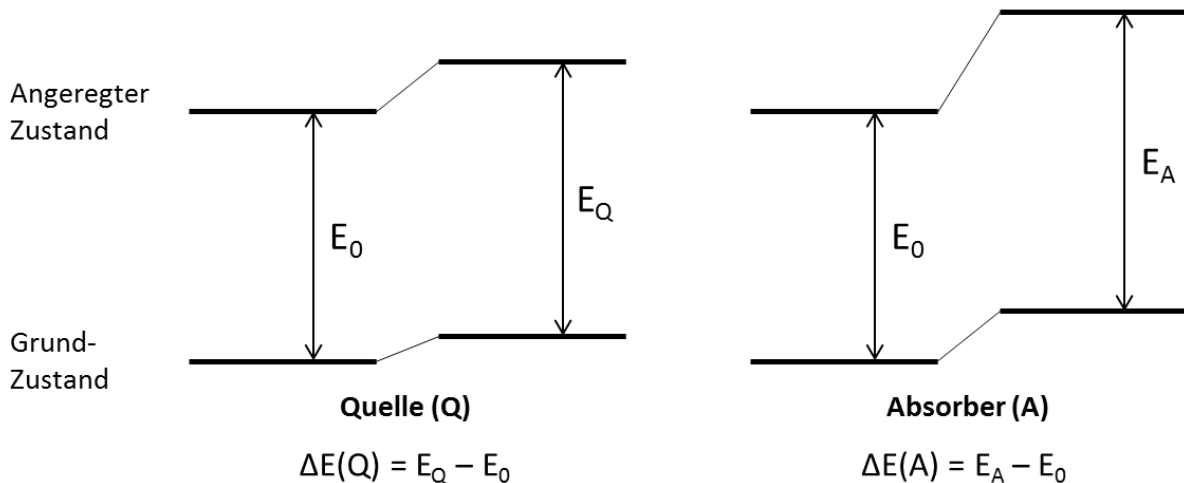 Angeregter
Zustand
E₀
E_Q
E₀
E_A
Grund-
Zustand
Quelle (Q)
Absorber (A)
ΔE(Q) = E_Q – E₀
ΔE(A) = E_A – E₀